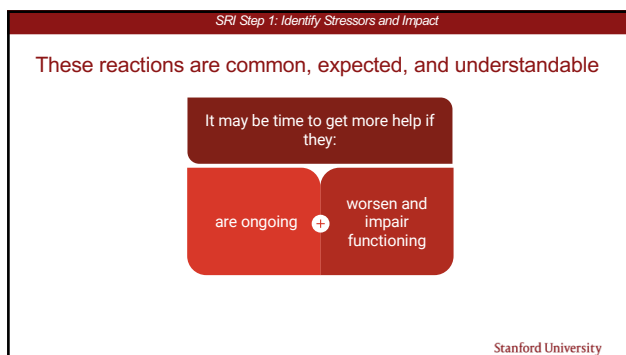 SRI Step 1: Identify Stressors and Impact
These reactions are common, expected, and understandable
It may be time to get more help if
they:
are ongoing
+
worsen and
impair
functioning
Stanford University